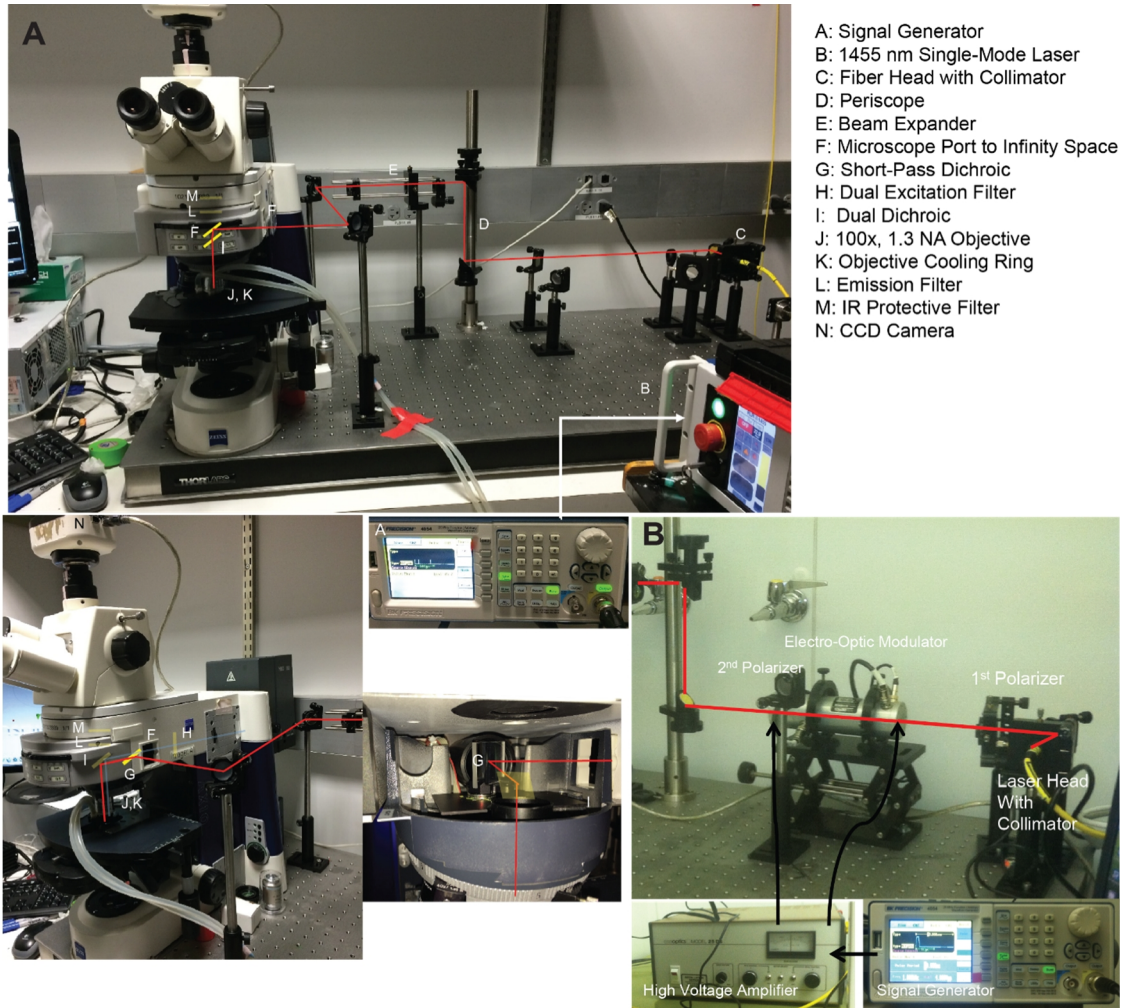 A
A: Signal Generator
B: 1455 nm Single-Mode Laser
C: Fiber Head with Collimator
D: Periscope
E: Beam Expander
F: Microscope Port to Infinity Space
G: Short-Pass Dichroic
H: Dual Excitation Filter
I: Dual Dichroic
J: 100x, 1.3 NA Objective
K: Objective Cooling Ring
L: Emission Filter
M: IR Protective Filter
N: CCD Camera
E
M
L
F
F
I
D
C
J, K
B
ZEISS
THORLABS
N
A
B
Electro-Optic Modulator
2nd Polarizer
1st Polarizer
M
L
F
H
I
G
J,K
G
I
Laser Head
With
Collimator
High Voltage Amplifier
Signal Generator